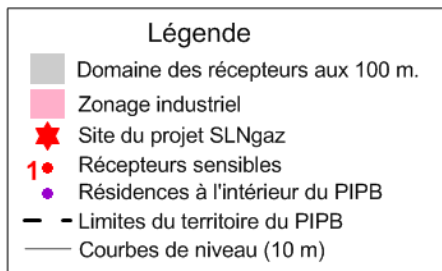 Légende
Domaine des récepteurs aux 100 m.
Zonage industriel
Site du projet SLNgaz
1 Récepteurs sensibles
Résidences à l'intérieur du PIPB
Limites du territoire du PIPB
Courbes de niveau (10 m)